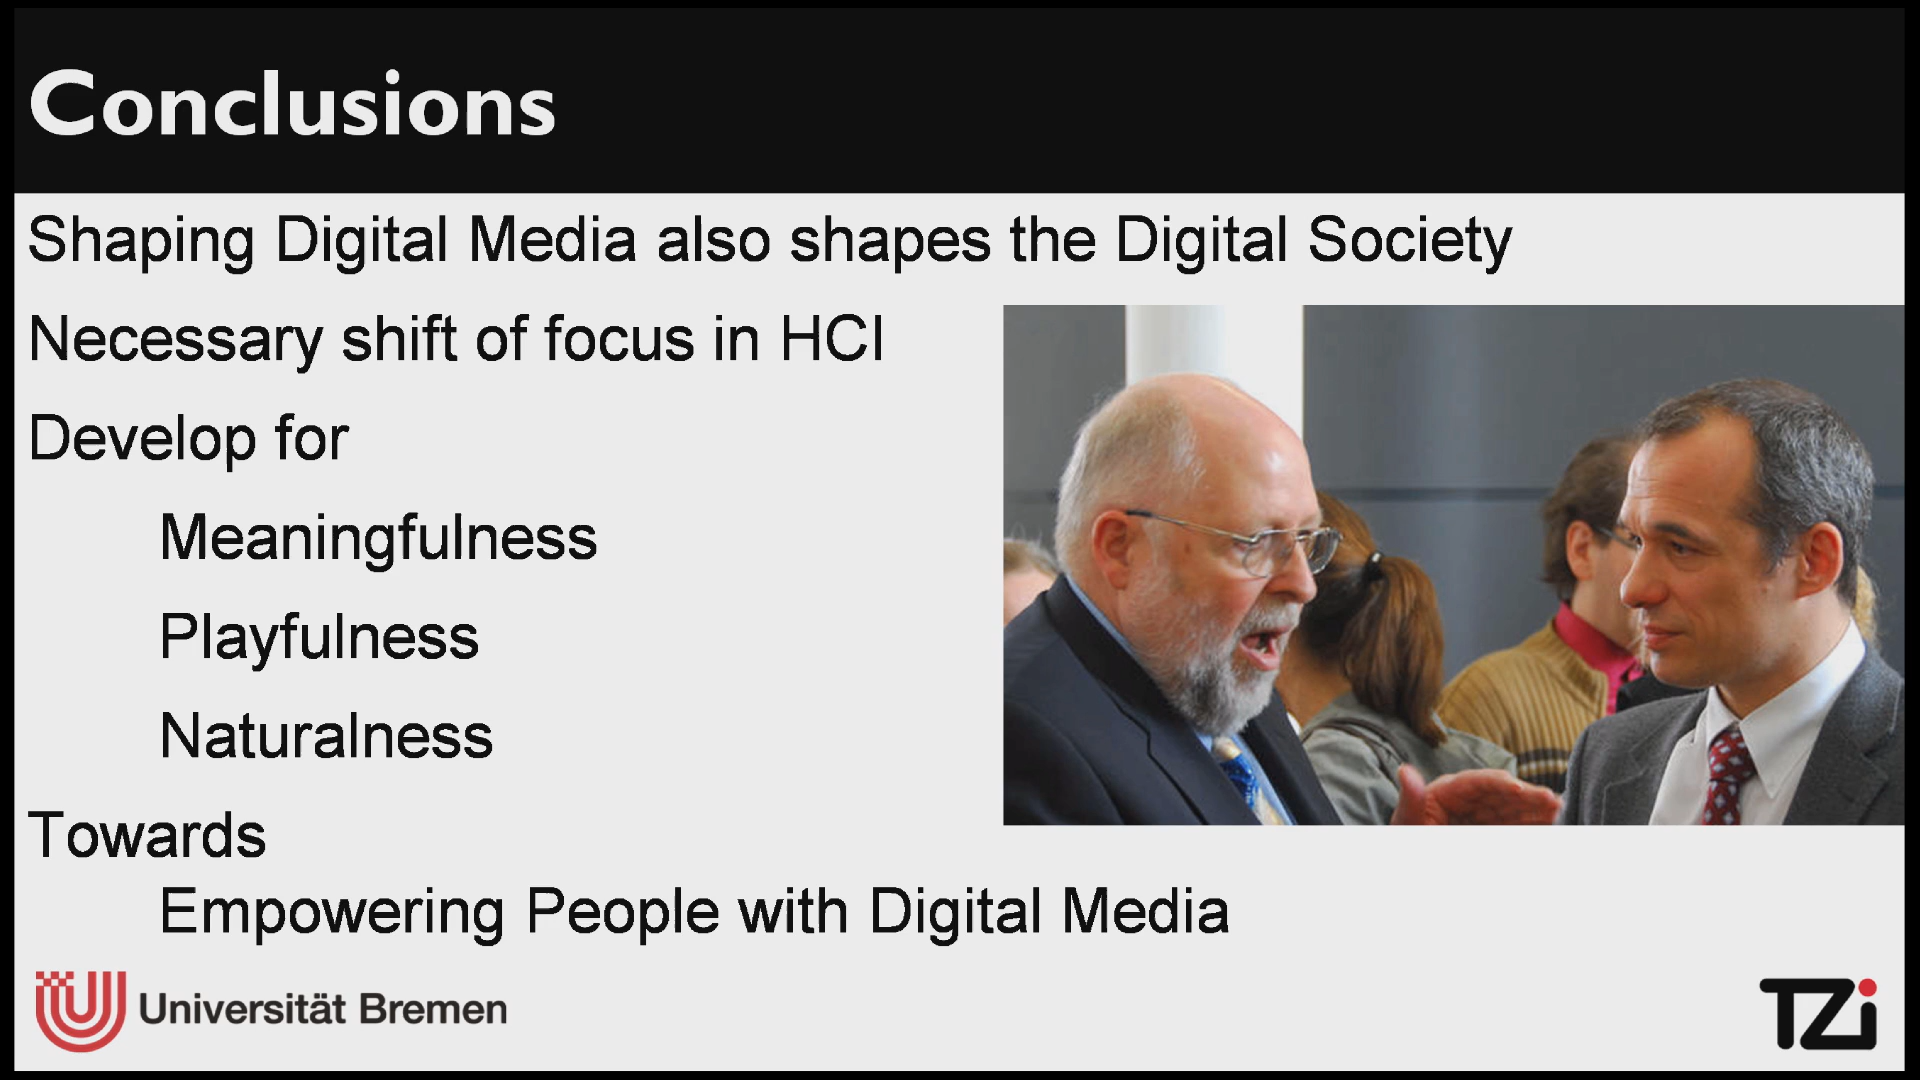 Conclusions
Shaping Digital Media also shapes the Digital Society
Necessary shift of focus in HCI
Develop for
Meaningfulness
Playfulness
Naturalness
Towards
Empowering People with Digital Media
Universität Bremen
TZi